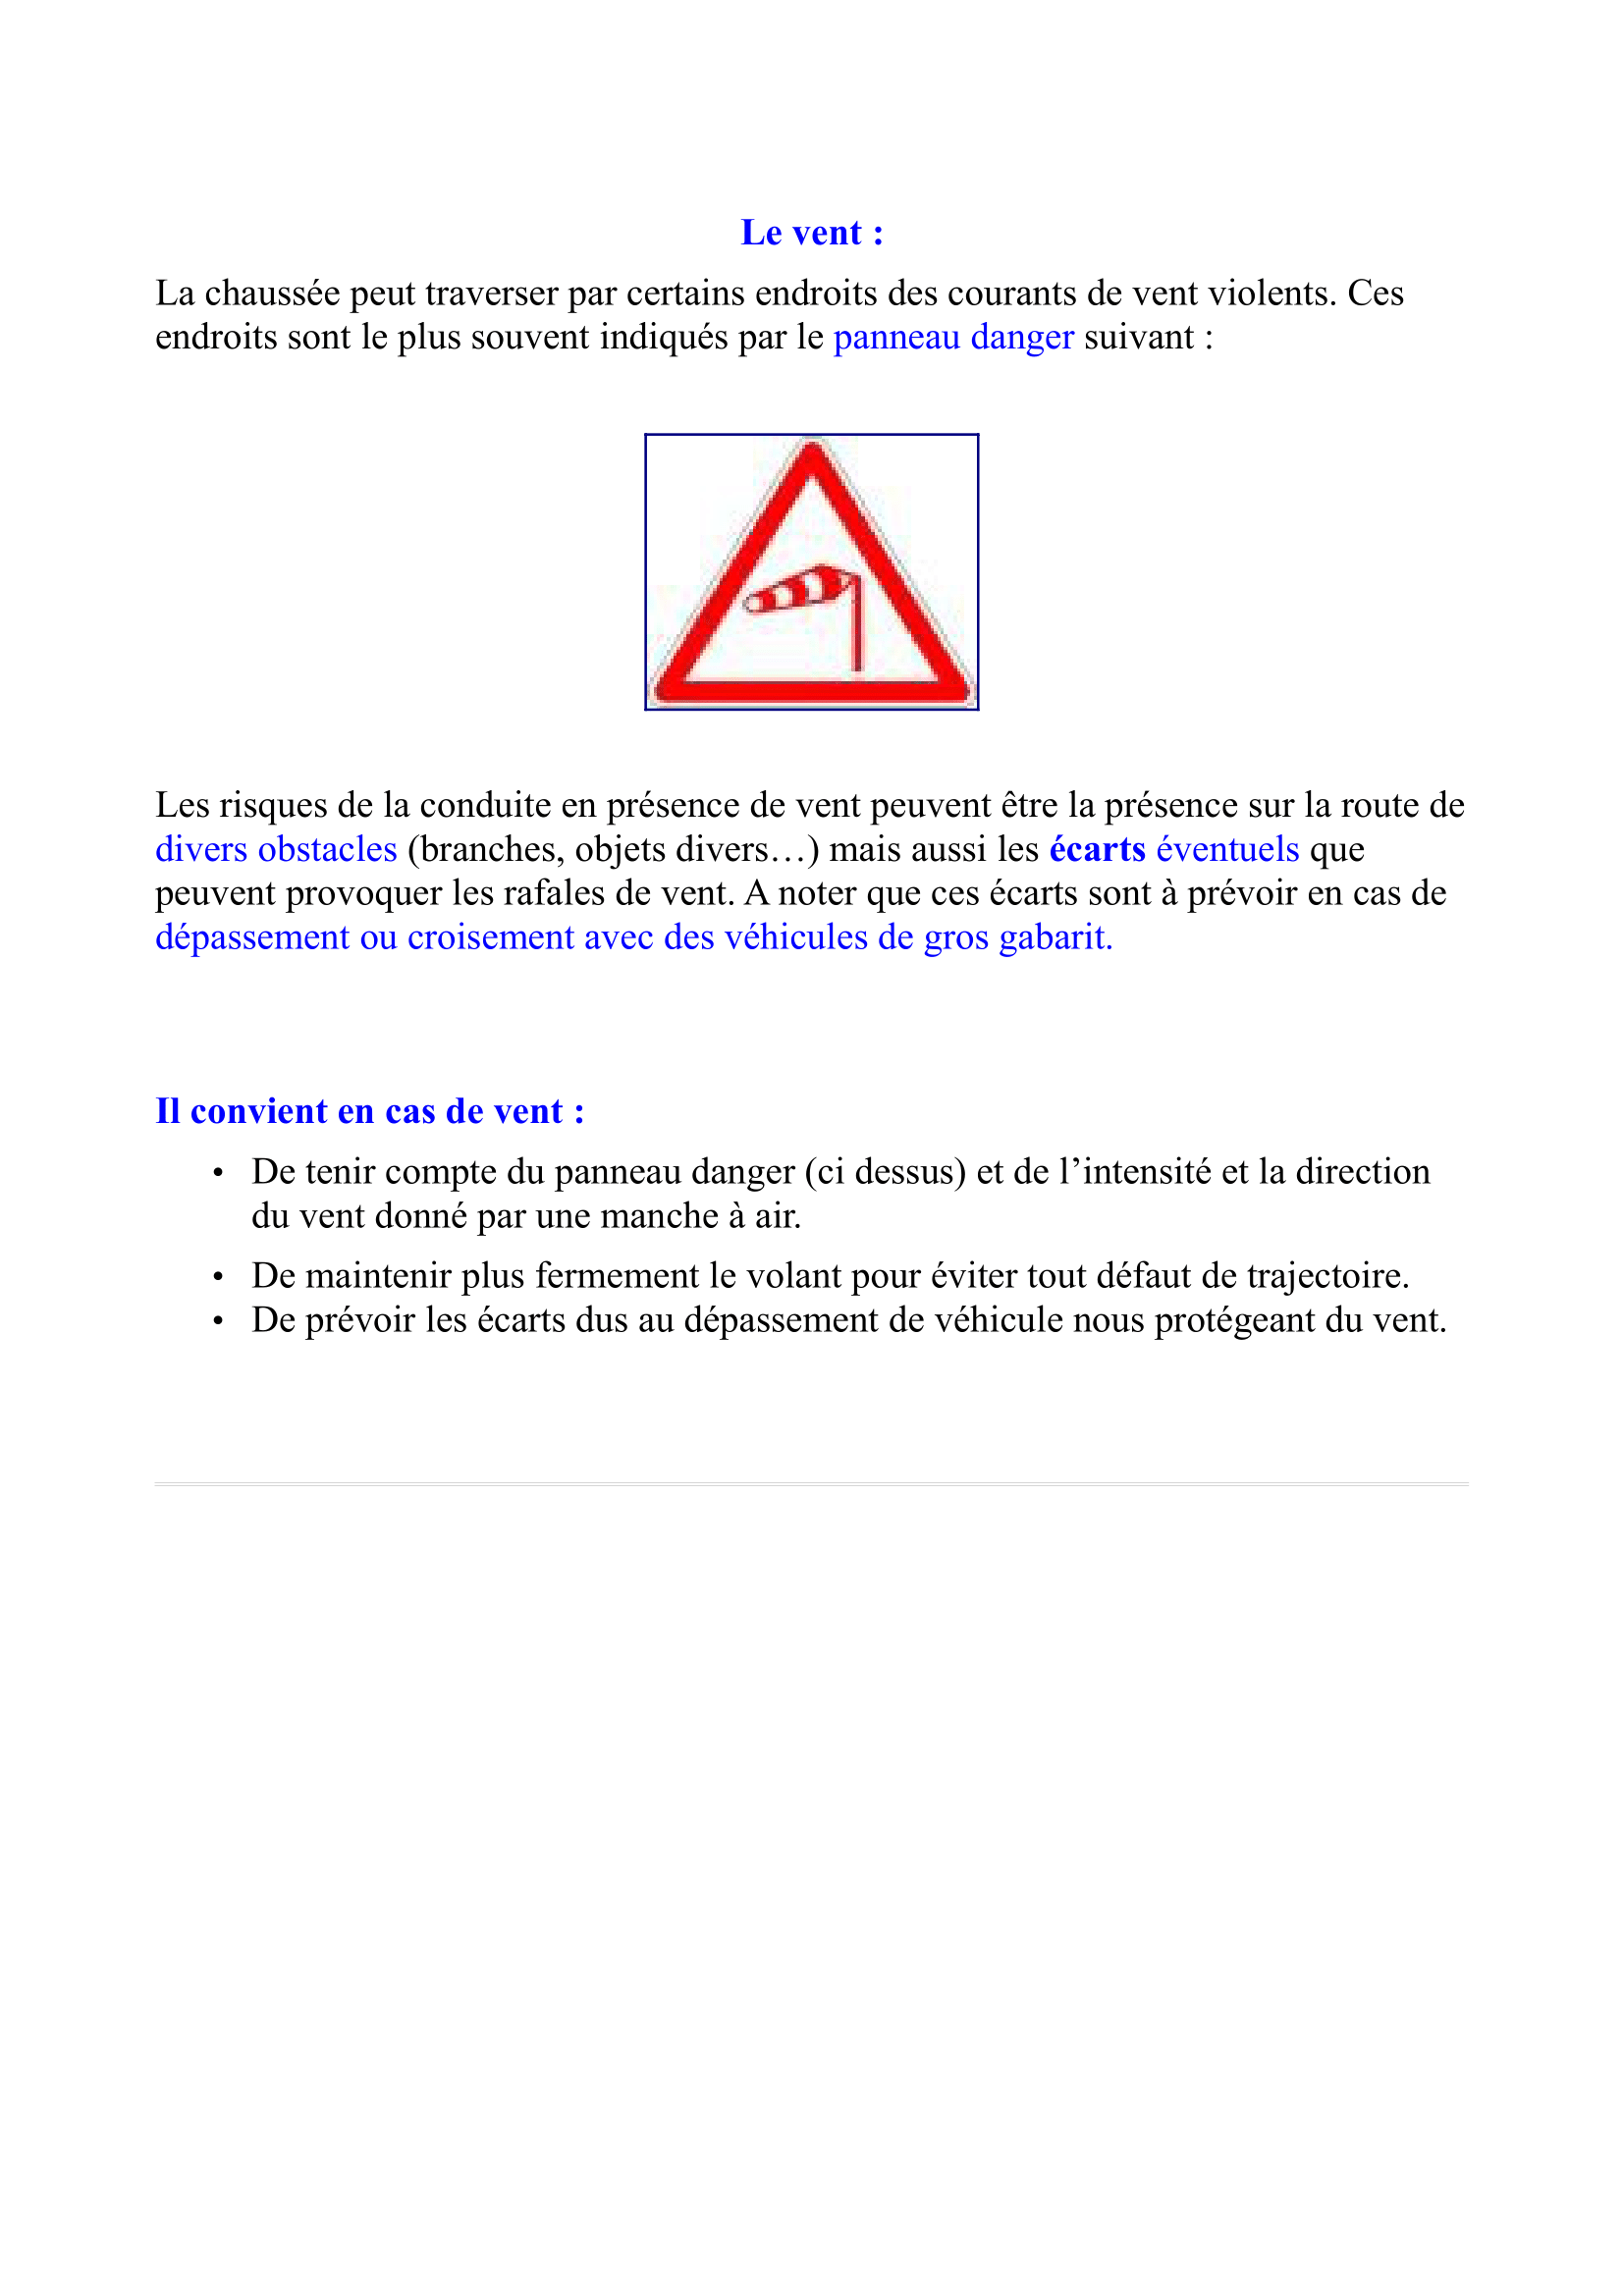 Le vent :
La chaussée peut traverser par certains endroits des courants de vent violents. Ces
endroits sont le plus souvent indiqués par le panneau danger suivant :
Les risques de la conduite en présence de vent peuvent être la présence sur la route de
divers obstacles (branches, objets divers…) mais aussi les écarts éventuels que
peuvent provoquer les rafales de vent. A noter que ces écarts sont à prévoir en cas de
dépassement ou croisement avec des véhicules de gros gabarit.
Il convient en cas de vent :
• De tenir compte du panneau danger (ci dessus) et de l’intensité et la direction
du vent donné par une manche à air.
• De maintenir plus fermement le volant pour éviter tout défaut de trajectoire.
• De prévoir les écarts dus au dépassement de véhicule nous protégeant du vent.